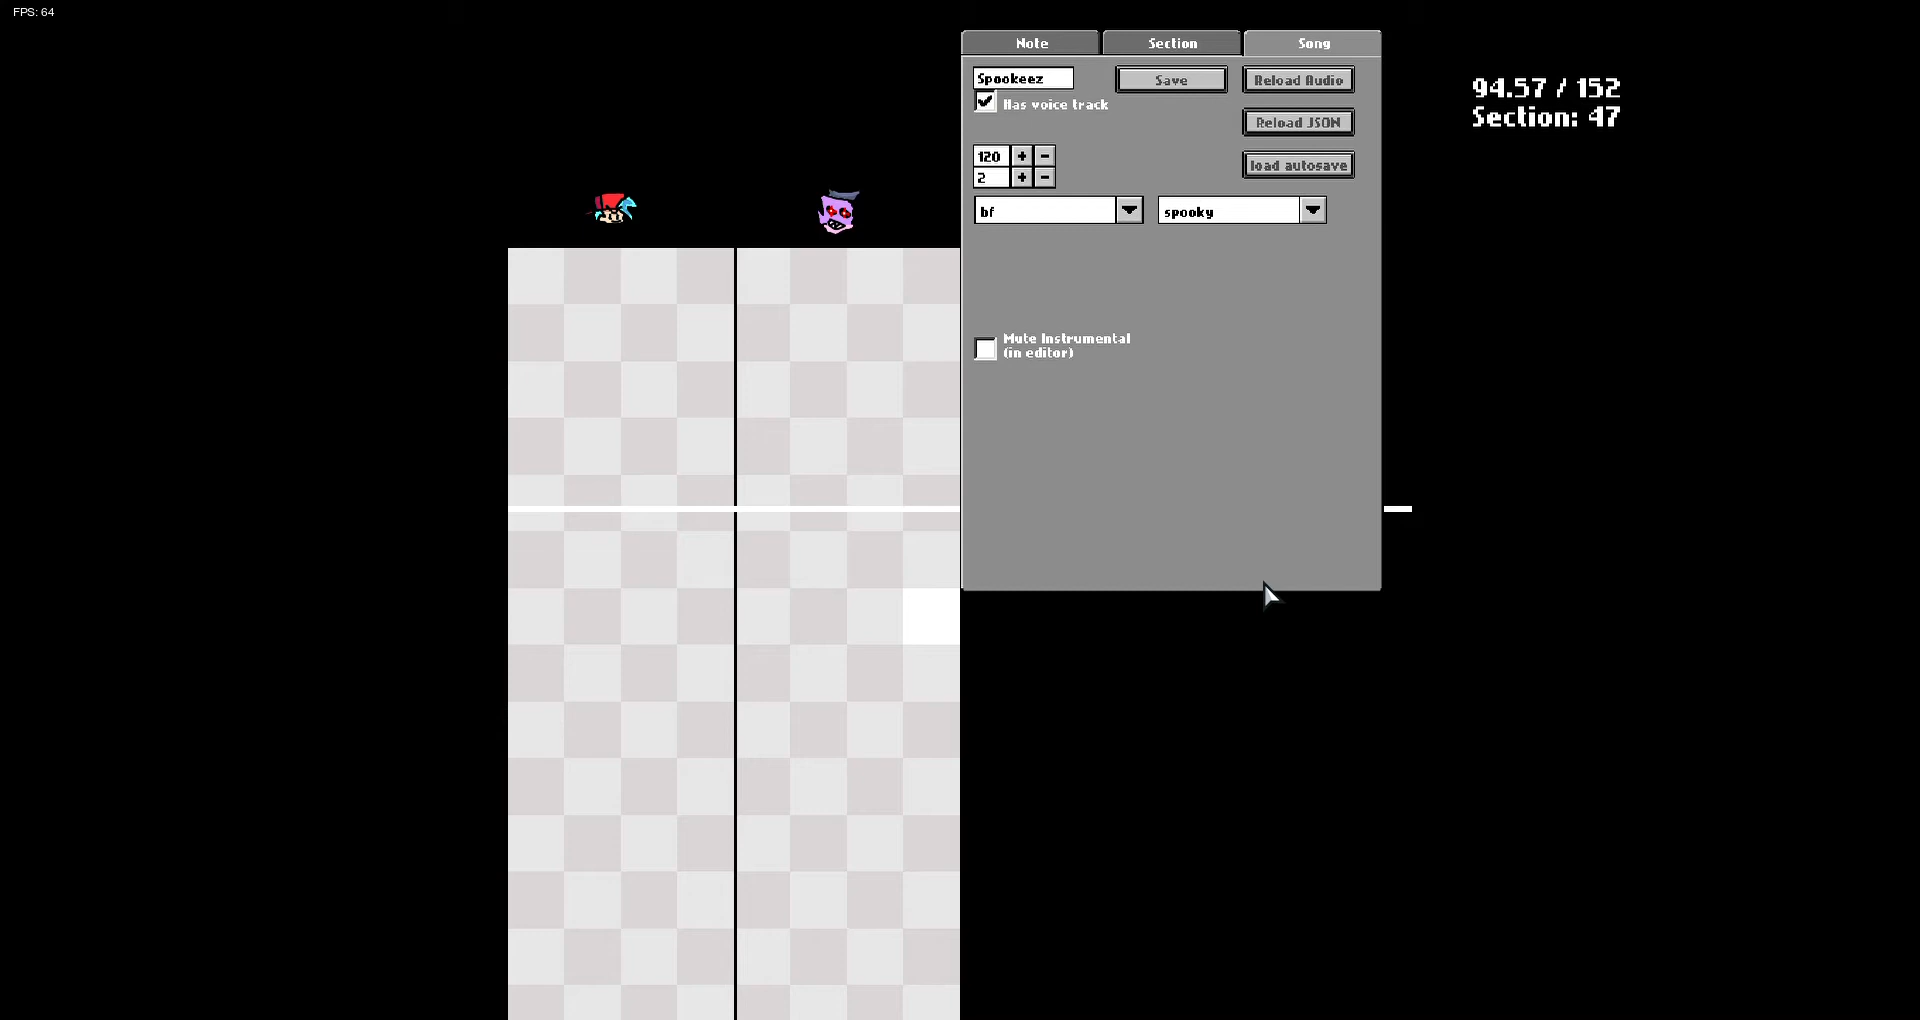 FPS: 64
Note
Section
Song
Spookeez
Save
Reload Audio
Has voice track
Reload JSON
120 + -
load autosave
2 + -
bf
spooky
Mute Instrumental
(in editor)
94.57 / 152
Section: 47